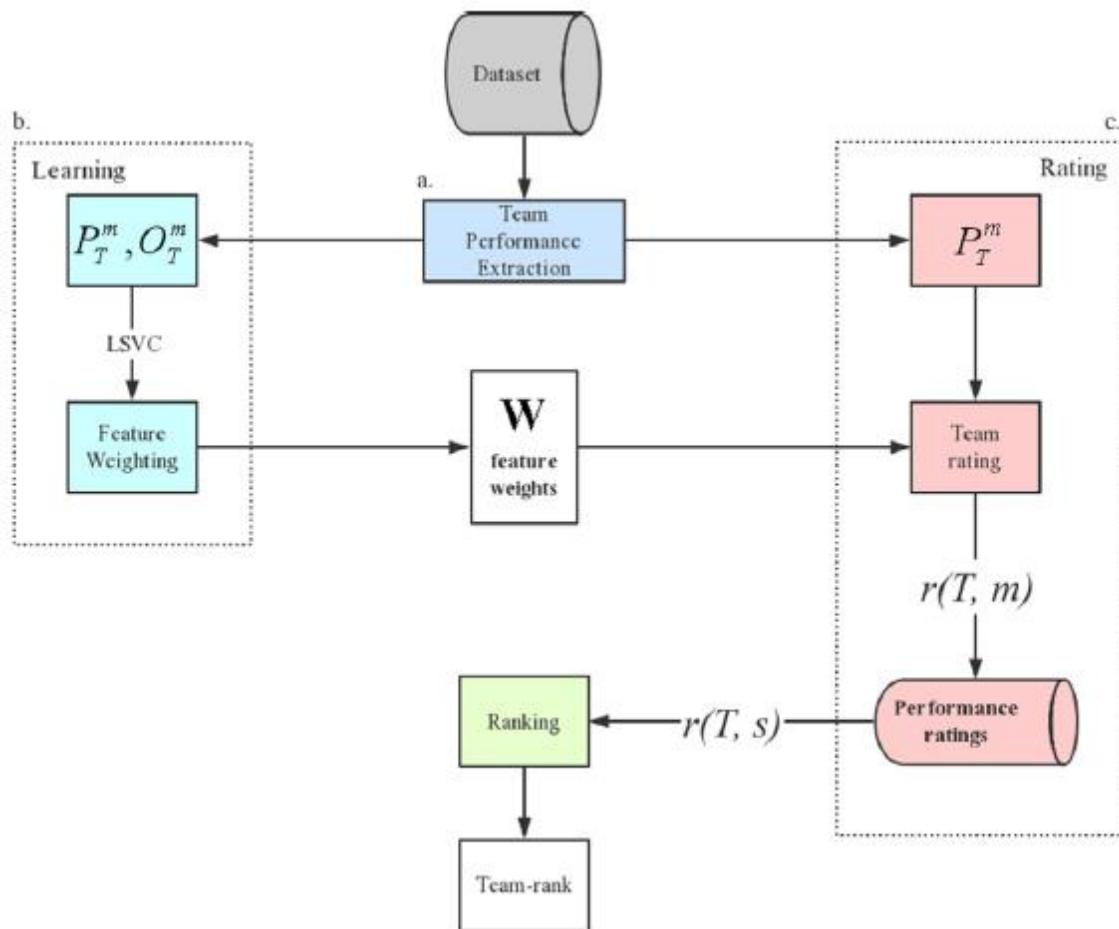 Dataset
b.
c.
Learning
a.
Rating
Team
Performance
Extraction
P_T^m, O_T^m
P_T^m
LSVC
Feature
Weighting
W
feature
weights
Team
rating
r(T, m)
Ranking
r(T, s)
Performance
ratings
Team-rank